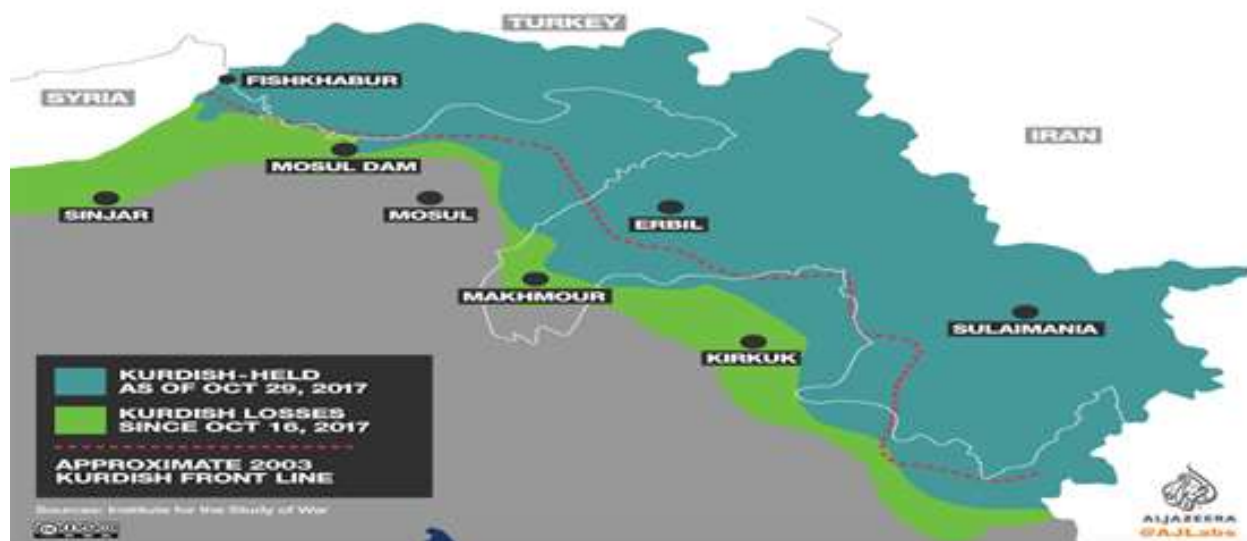 TURKEY
FISHKHABUR
SYRIA
IRAN
MOSUL DAM
SINJAR
MOSUL
ERBIL
MAKHMOUR
SULAIMANIA
KIRKUK
KURDISH-HELD
AS OF OCT 29, 2017
KURDISH LOSSES
SINCE OCT 16, 2017
APPROXIMATE 2003
KURDISH FRONT LINE
Sources: Institute for the Study of War
ALJAZEERA
@AJLabs